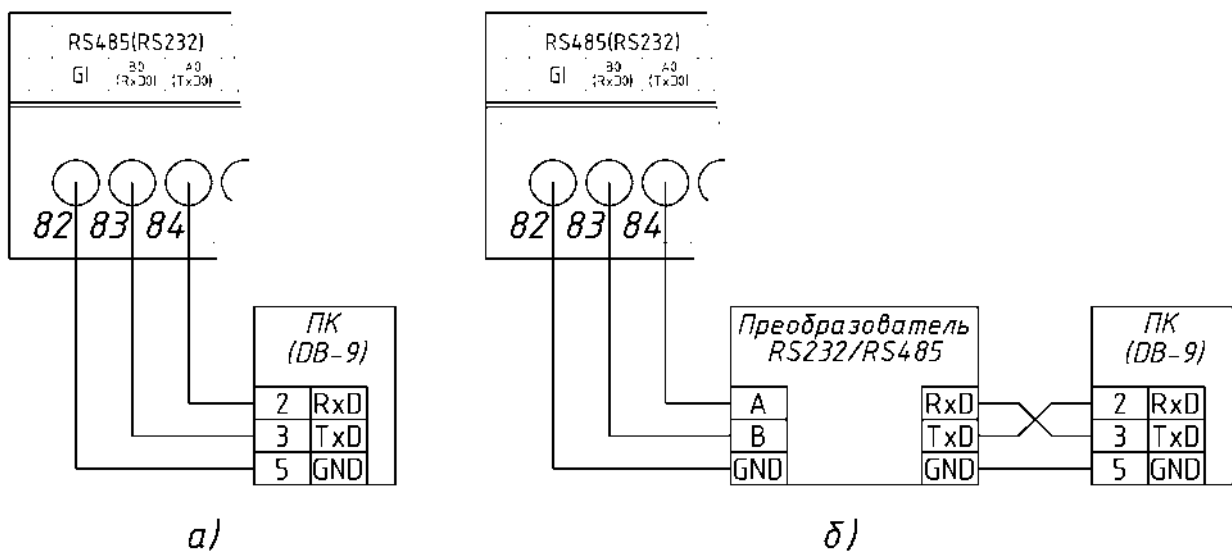 RS485(RS232)
GI B0 (RxD0) A0 (TxD0)
82 83 84
ПК
(DB-9)
2 RxD
3 TxD
5 GND
а)
RS485(RS232)
GI B0 (RxD0) A0 (TxD0)
82 83 84
Преобразователь
RS232/RS485
A RxD
B TxD
GND GND
ПК
(DB-9)
2 RxD
3 TxD
5 GND
б)